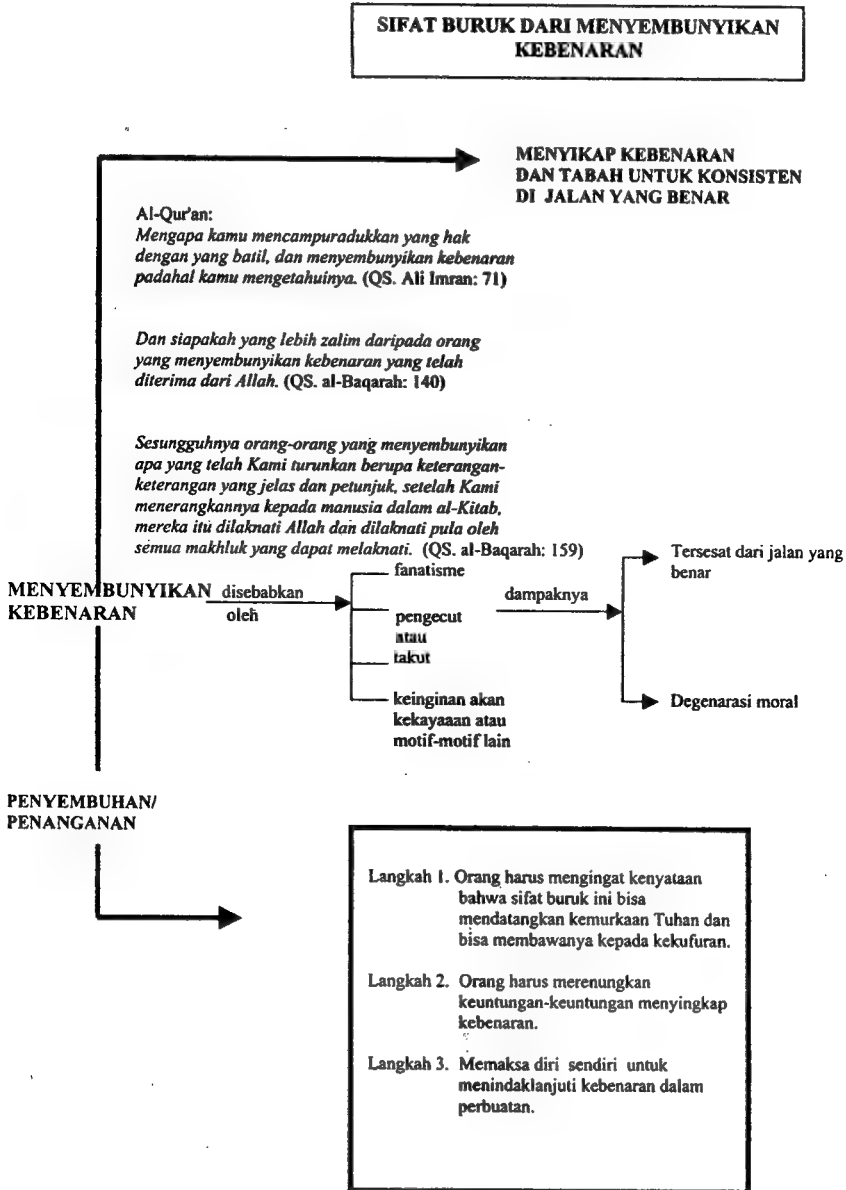 SIFAT BURUK DARI MENYEMBUNYIKAN
KEBENARAN
MENYIKAP KEBENARAN
DAN TABAH UNTUK KONSISTEN
DI JALAN YANG BENAR
Al-Qur'an:
Mengapa kamu mencampuradukkan yang hak
dengan yang batil, dan menyembunyikan kebenaran
padahal kamu mengetahuinya. (QS. Ali Imran: 71)
Dan siapakah yang lebih zalim daripada orang
yang menyembunyikan kebenaran yang telah
diterima dari Allah. (QS. al-Baqarah: 140)
Sesungguhnya orang-orang yang menyembunyikan
apa yang telah Kami turunkan berupa keterangan-
keterangan yang jelas dan petunjuk, setelah Kami
menerangkannya kepada manusia dalam al-Kitab,
mereka itu dilaknati Allah dan dilaknati pula oleh
semua makhluk yang dapat melaknati. (QS. al-Baqarah: 159)
MENYEMBUNYIKAN
KEBENARAN
disebabkan
oleh
fanatisme
pengecut
atau
takut
keinginan akan
kekayaaan atau
motif-motif lain
dampaknya
Tersesat dari jalan yang
benar
Degenarasi moral
PENYEMBUHAN/
PENANGANAN
Langkah 1. Orang harus mengingat kenyataan
bahwa sifat buruk ini bisa
mendatangkan kemurkaan Tuhan dan
bisa membawanya kepada kekufuran.
Langkah 2. Orang harus merenungkan
keuntungan-keuntungan menyingkap
kebenaran.
Langkah 3. Memaksa diri sendiri untuk
menindaklanjuti kebenaran dalam
perbuatan.